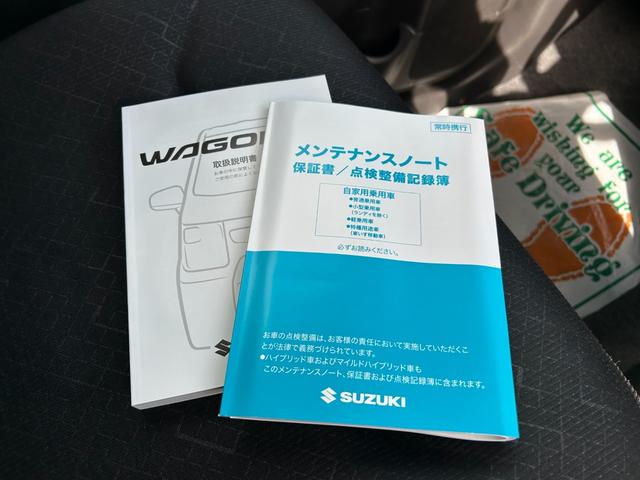 WAGON
取扱説明書
常時携行
メンテナンスノート
保証書／点検整備記録簿
自家用乗用車
●普通乗用車
●小型乗用車
(ランディを除く)
●軽乗用車
●特種用途車
(車いす移動車)
必ずお読みください。
お車の点検整備は、お客様の責任において実施していただくこ
とが法律で義務づけられています。
●ハイブリッド車およびマイルドハイブリッド車も
このメンテナンスノート、保証書および点検記録簿に含まれます。
SUZUKI
We are
wishing for
your
Safe Driving